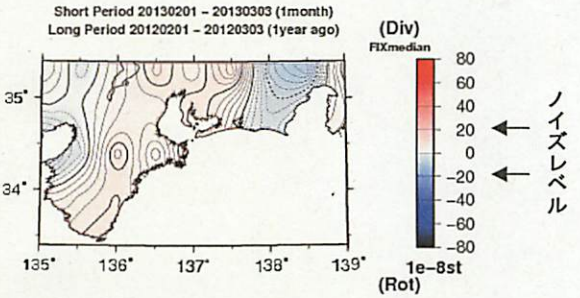 Short Period 20130201 – 20130303 (1month)
Long Period 20120201 – 20120303 (1year ago)
(Div)
FIXmedian
80
60
40
20
0
−20
−40
−60
−80
1e−8st
(Rot)
35˚
34˚
135˚
136˚
137˚
138˚
139˚
ノイズレベル